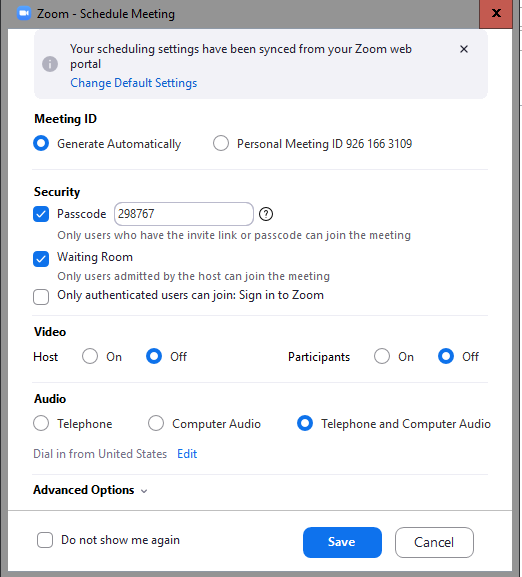 Zoom - Schedule Meeting
Your scheduling settings have been synced from your Zoom web
portal
Change Default Settings
Meeting ID
Generate Automatically Personal Meeting ID 926 166 3109
Security
Passcode 298767
Only users who have the invite link or passcode can join the meeting
Waiting Room
Only users admitted by the host can join the meeting
Only authenticated users can join: Sign in to Zoom
Video
Host On Off Participants On Off
Audio
Telephone Computer Audio Telephone and Computer Audio
Dial in from United States Edit
Advanced Options
Do not show me again Save Cancel